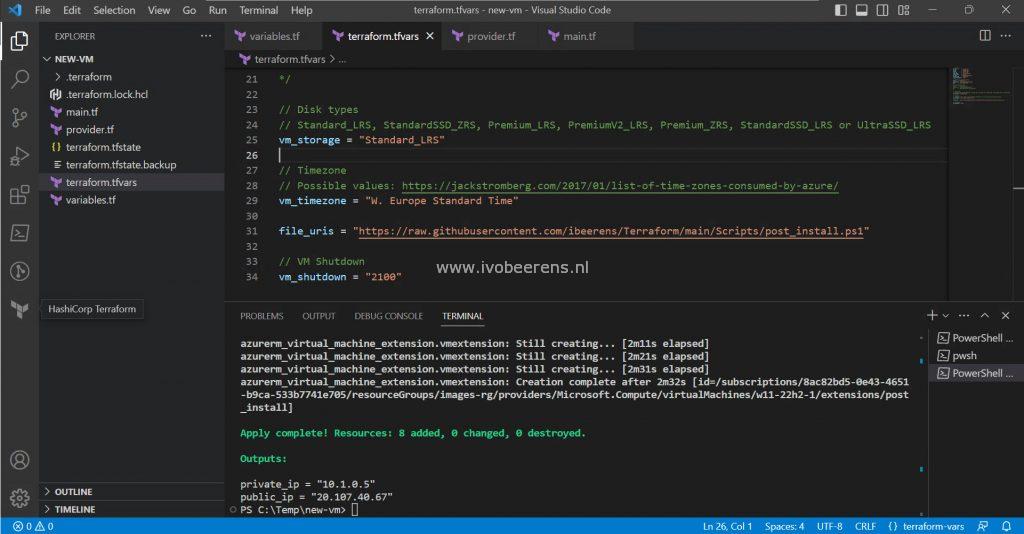 File Edit Selection View Go Run Terminal Help
terraform.tfvars - new-vm - Visual Studio Code
EXPLORER
variables.tf
terraform.tfvars
provider.tf
main.tf
NEW-VM
.terraform
.terraform.lock.hcl
main.tf
provider.tf
terraform.tfstate
terraform.tfstate.backup
terraform.tfvars
variables.tf
HashiCorp Terraform
OUTLINE
TIMELINE
terraform.tfvars > ...
21 */
22
23 // Disk types
24 // Standard_LRS, StandardSSD_ZRS, Premium_LRS, PremiumV2_LRS, Premium_ZRS, StandardSSD_LRS or UltraSSD_LRS
25 vm_storage = "Standard_LRS"
26
27 // Timezone
28 // Possible values: https://jackstromberg.com/2017/01/list-of-time-zones-consumed-by-azure/
29 vm_timezone = "W. Europe Standard Time"
30
31 file_uris = "https://raw.githubusercontent.com/ibeerens/Terraform/main/Scripts/post_install.ps1"
32
33 // VM Shutdown
34 vm_shutdown = "2100"
www.ivobeerens.nl
PROBLEMS OUTPUT DEBUG CONSOLE TERMINAL
azurerm_virtual_machine_extension.vmextension: Still creating... [2m11s elapsed]
azurerm_virtual_machine_extension.vmextension: Still creating... [2m21s elapsed]
azurerm_virtual_machine_extension.vmextension: Still creating... [2m31s elapsed]
azurerm_virtual_machine_extension.vmextension: Creation complete after 2m32s [id=/subscriptions/8ac82bd5-0e43-4651
-b9ca-533b7741e705/resourceGroups/images-rg/providers/Microsoft.Compute/virtualMachines/w11-22h2-1/extensions/post
_install]
Apply complete! Resources: 8 added, 0 changed, 0 destroyed.
Outputs:
private_ip = "10.1.0.5"
public_ip = "20.107.40.67"
PS C:\Temp\new-vm>
PowerShell ...
pwsh
PowerShell ...
0 0
Ln 26, Col 1 Spaces: 4 UTF-8 CRLF {} terraform-vars